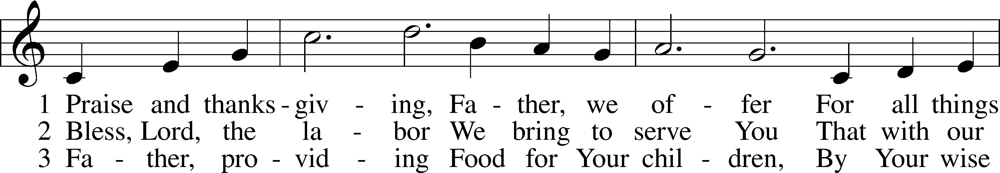 1 Praise and thanks - giv - ing, Fa - ther, we of - fer For all things
2 Bless, Lord, the la - bor We bring to serve You That with our
3 Fa - ther, pro - vid - ing Food for Your chil - dren, By Your wise